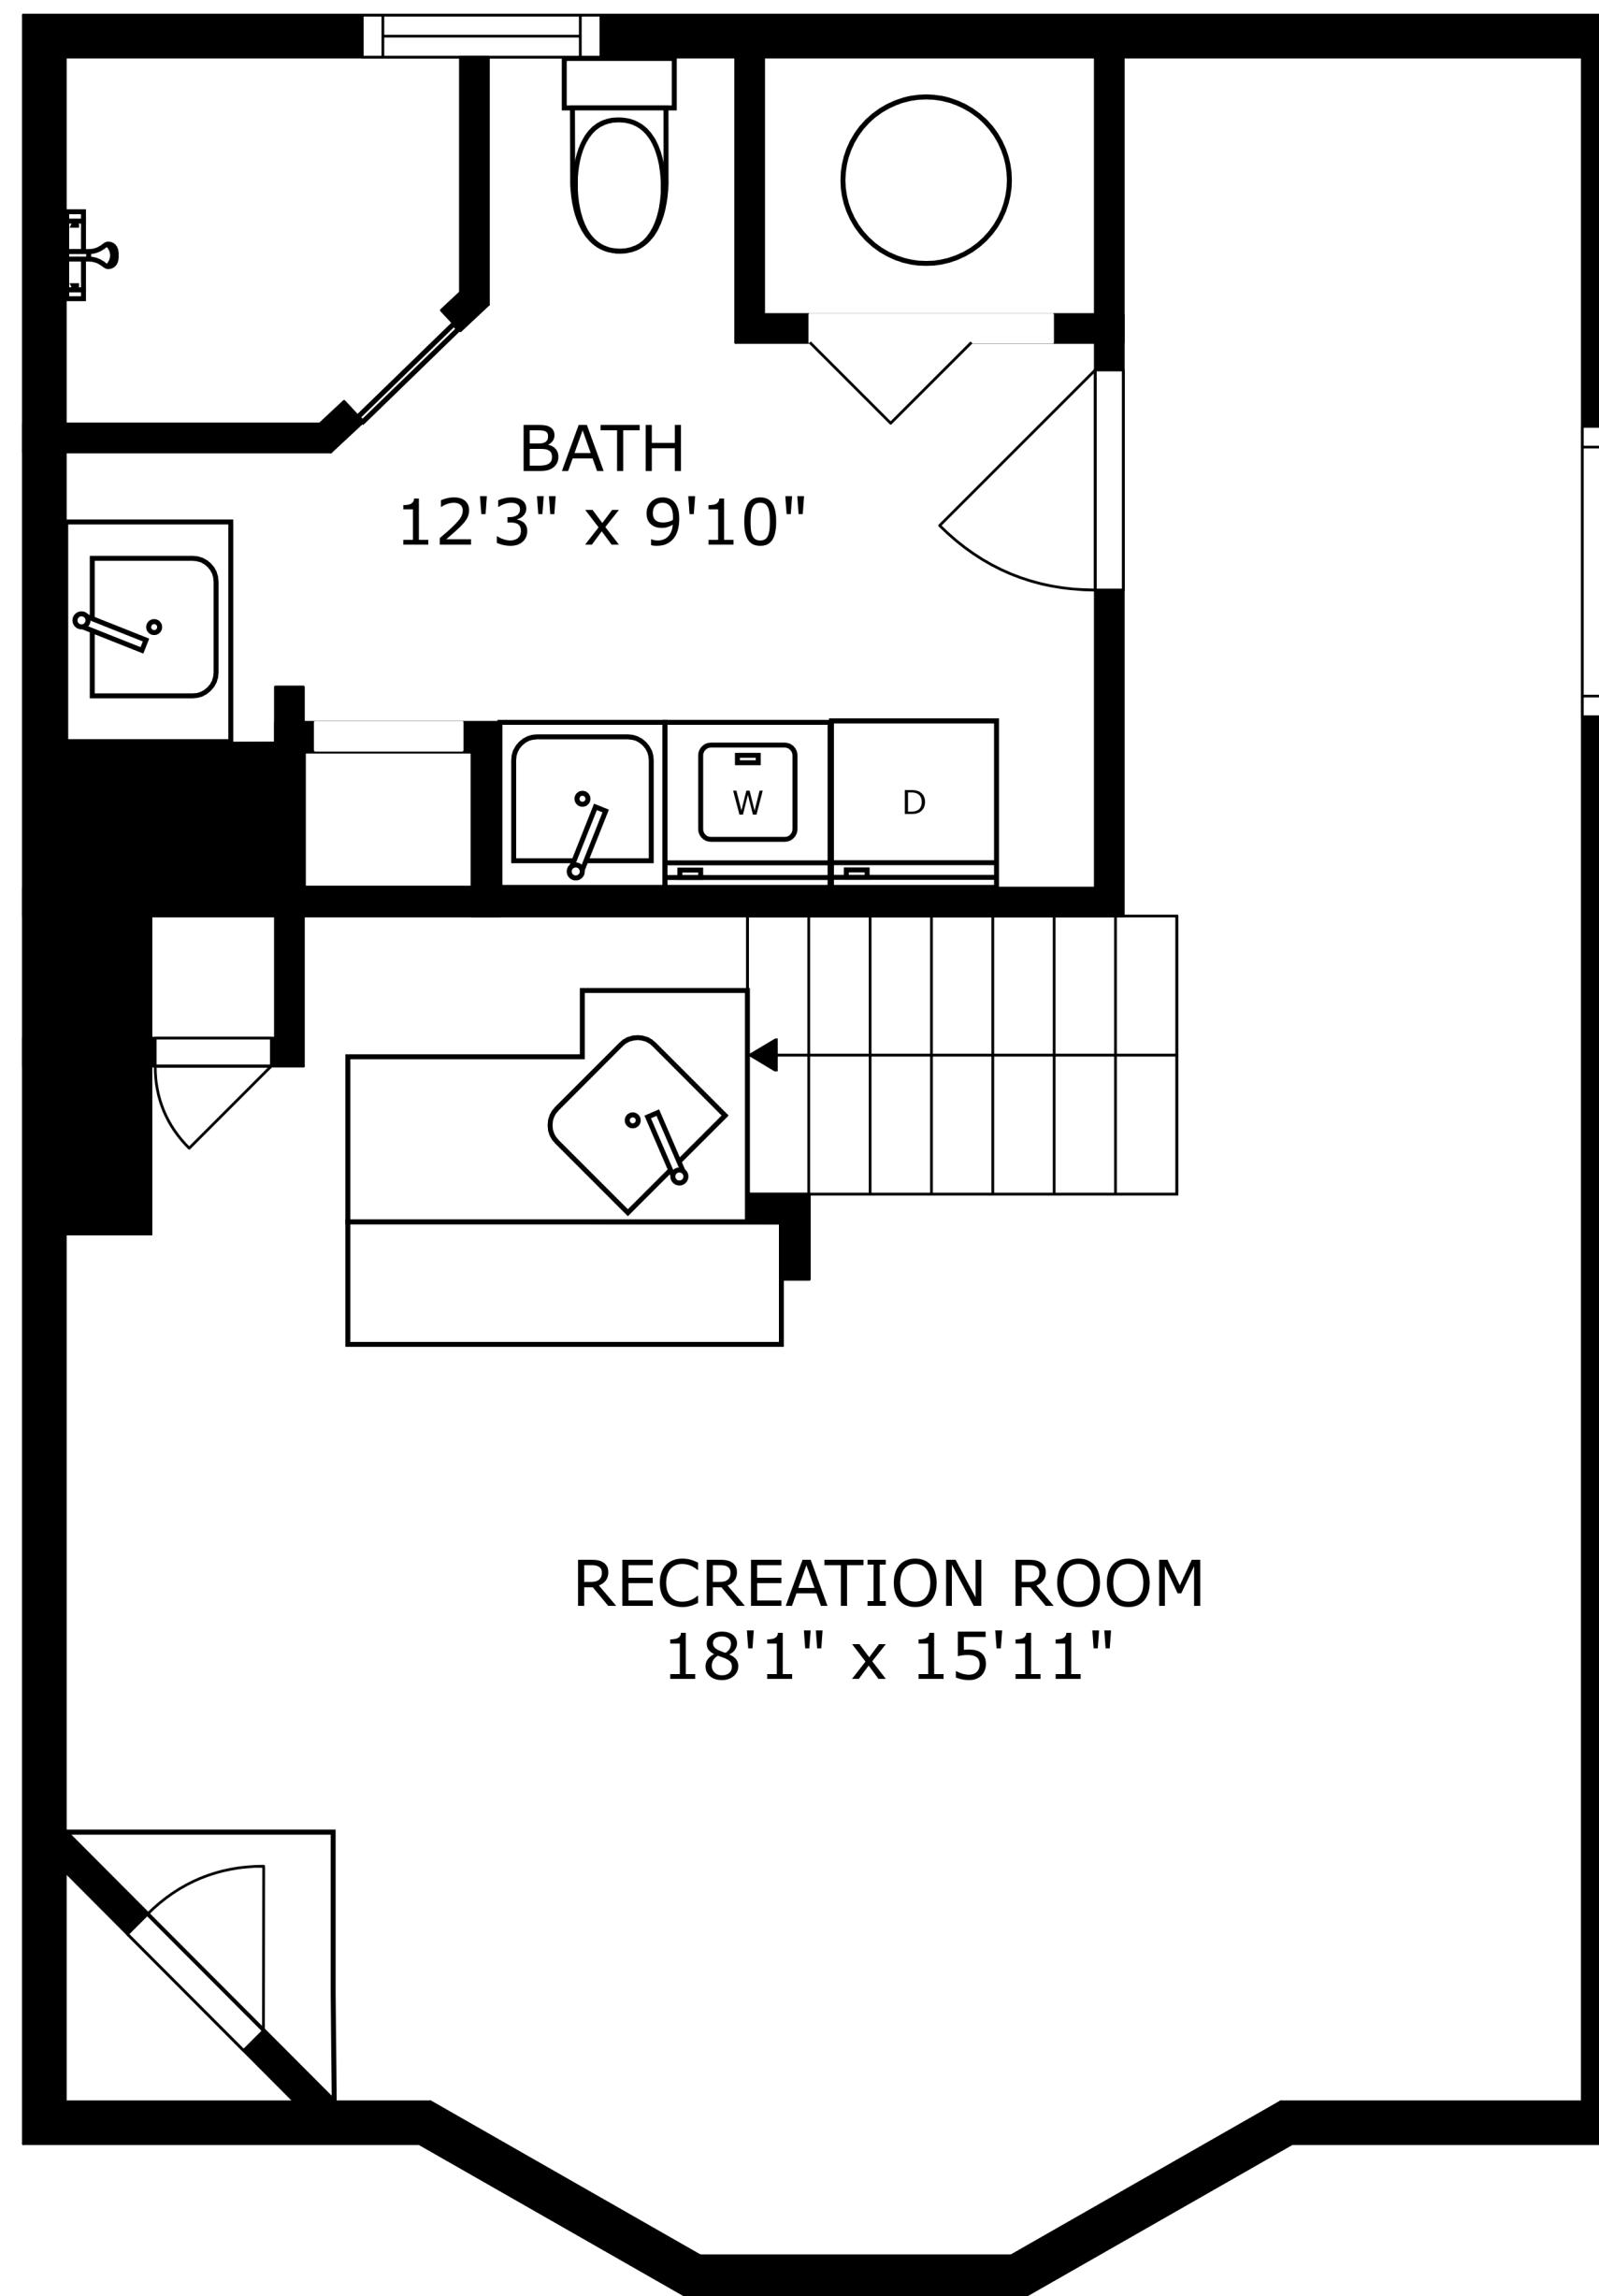 BATH
12'3" x 9'10"
W
D
RECREATION ROOM
18'1" x 15'11"